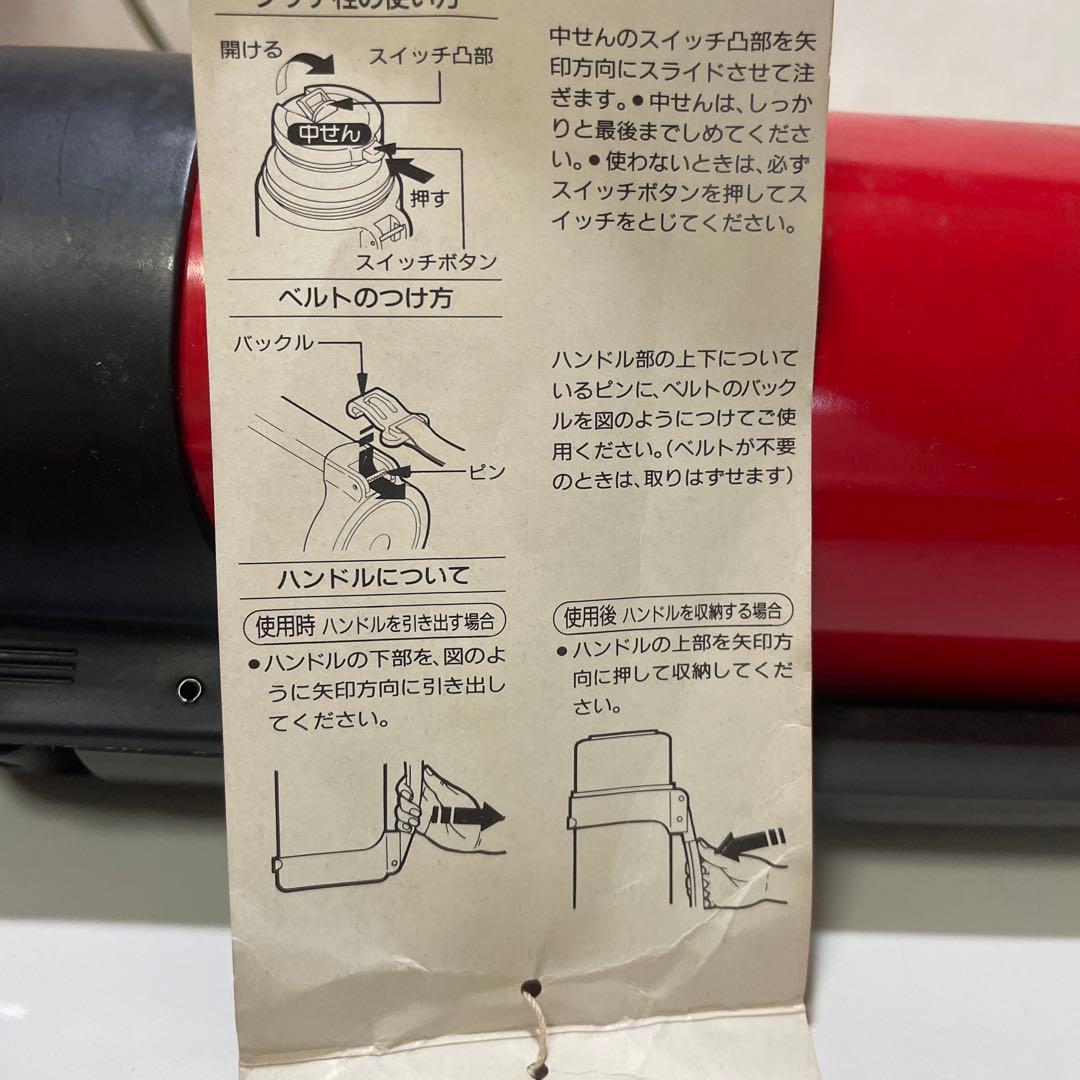 の使い方
開ける
スイッチ凸部
中せん
押す
スイッチボタン
中せんのスイッチ凸部を矢
印方向にスライドさせて注
ぎます。●中せんは、しっか
りと最後までしめてくださ
い。●使わないときは、必ず
スイッチボタンを押してス
イッチをとじてください。
ベルトのつけ方
バックル
ピン
ハンドル部の上下について
いるピンに、ベルトのバック
ルを図のようにつけてご使
用ください。(ベルトが不要
のときは、取りはずせます)
ハンドルについて
使用時 ハンドルを引き出す場合
●ハンドルの下部を、図のよ
うに矢印方向に引き出し
てください。
使用後 ハンドルを収納する場合
●ハンドルの上部を矢印方
向に押して収納してくだ
さい。